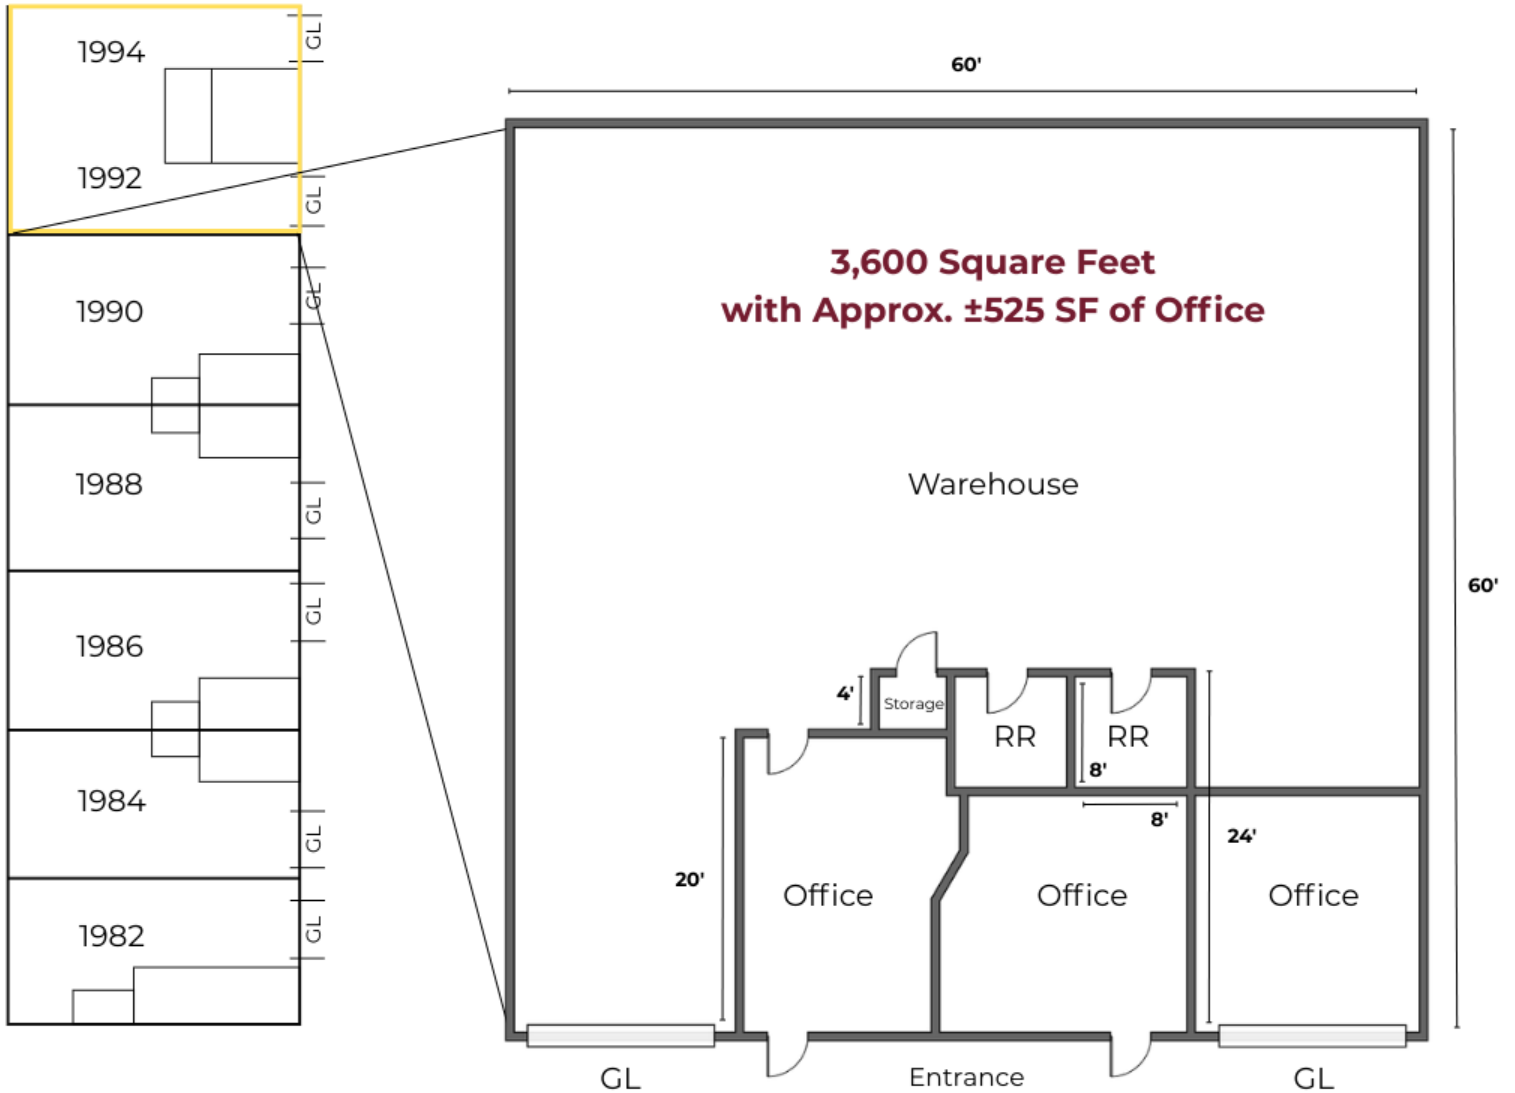 1994
GL
1992
GL
1990
GL
1988
GL
1986
GL
1984
GL
1982
GL
60'
3,600 Square Feet
with Approx. ±525 SF of Office
Warehouse
60'
4'
Storage
RR
RR
8'
8'
24'
20'
Office
Office
Office
GL
Entrance
GL